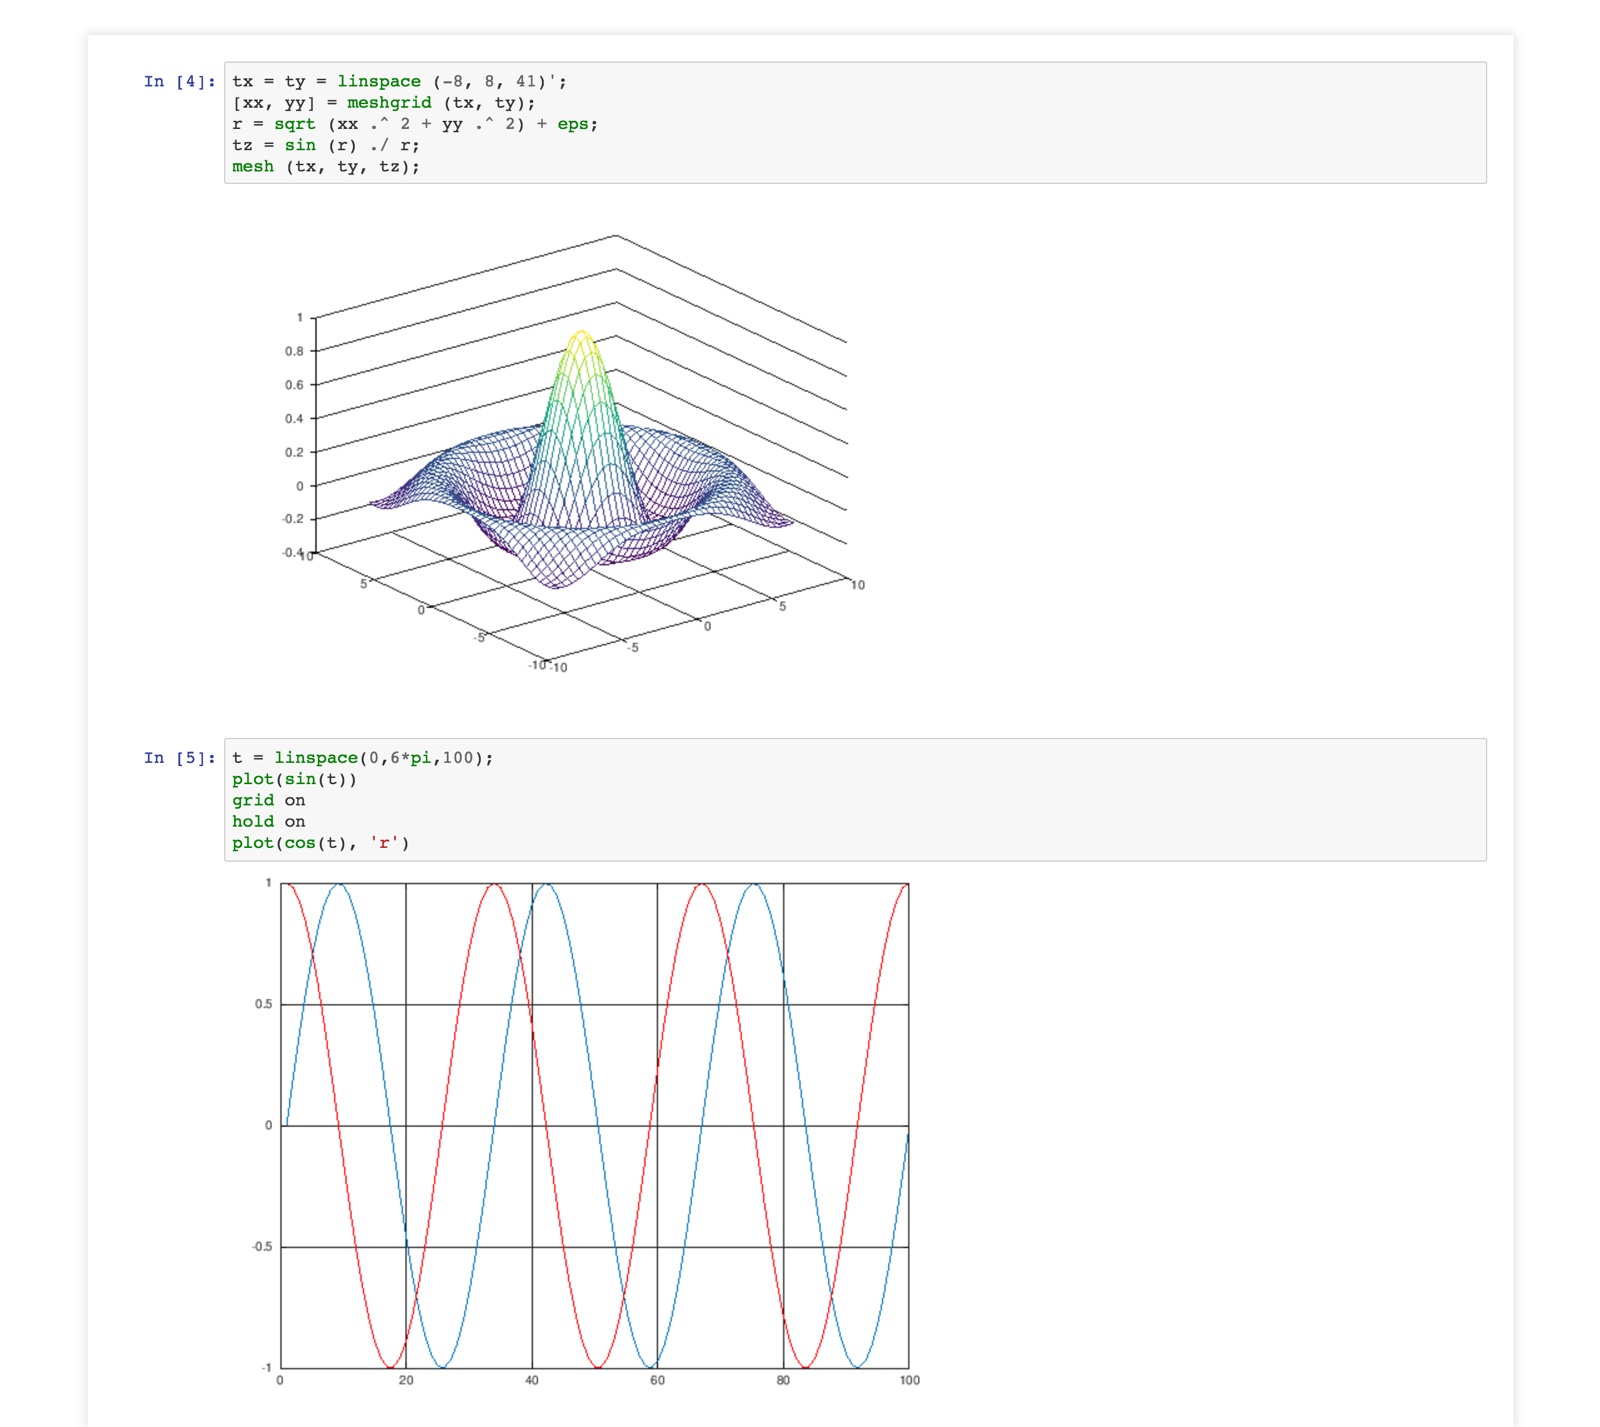 In [4]: tx = ty = linspace (-8, 8, 41)';
[xx, yy] = meshgrid (tx, ty);
r = sqrt (xx .^ 2 + yy .^ 2) + eps;
tz = sin (r) ./ r;
mesh (tx, ty, tz);
1
0.8
0.6
0.4
0.2
0
-0.2
-0.4
10
5
0
-5
-10
-10
-5
0
5
10
In [5]: t = linspace(0,6*pi,100);
plot(sin(t))
grid on
hold on
plot(cos(t), 'r')
1
0.5
0
-0.5
-1
0 20 40 60 80 100